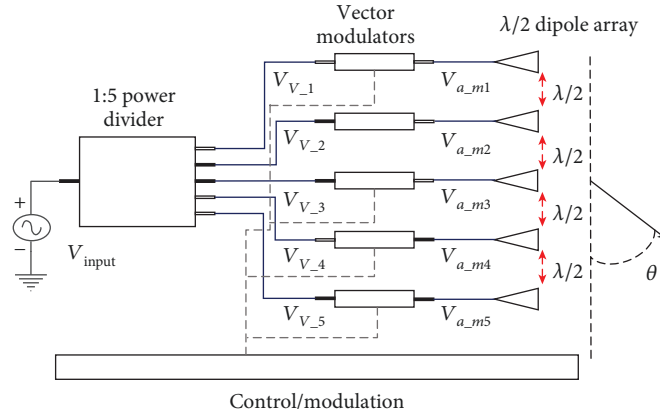 Vector
modulators
λ/2 dipole array
1:5 power
divider
V_V_1
V_a_m1
λ/2
V_V_2
V_a_m2
λ/2
V_V_3
V_a_m3
λ/2
V_V_4
V_a_m4
λ/2
V_V_5
V_a_m5
+
−
V_input
θ
Control/modulation